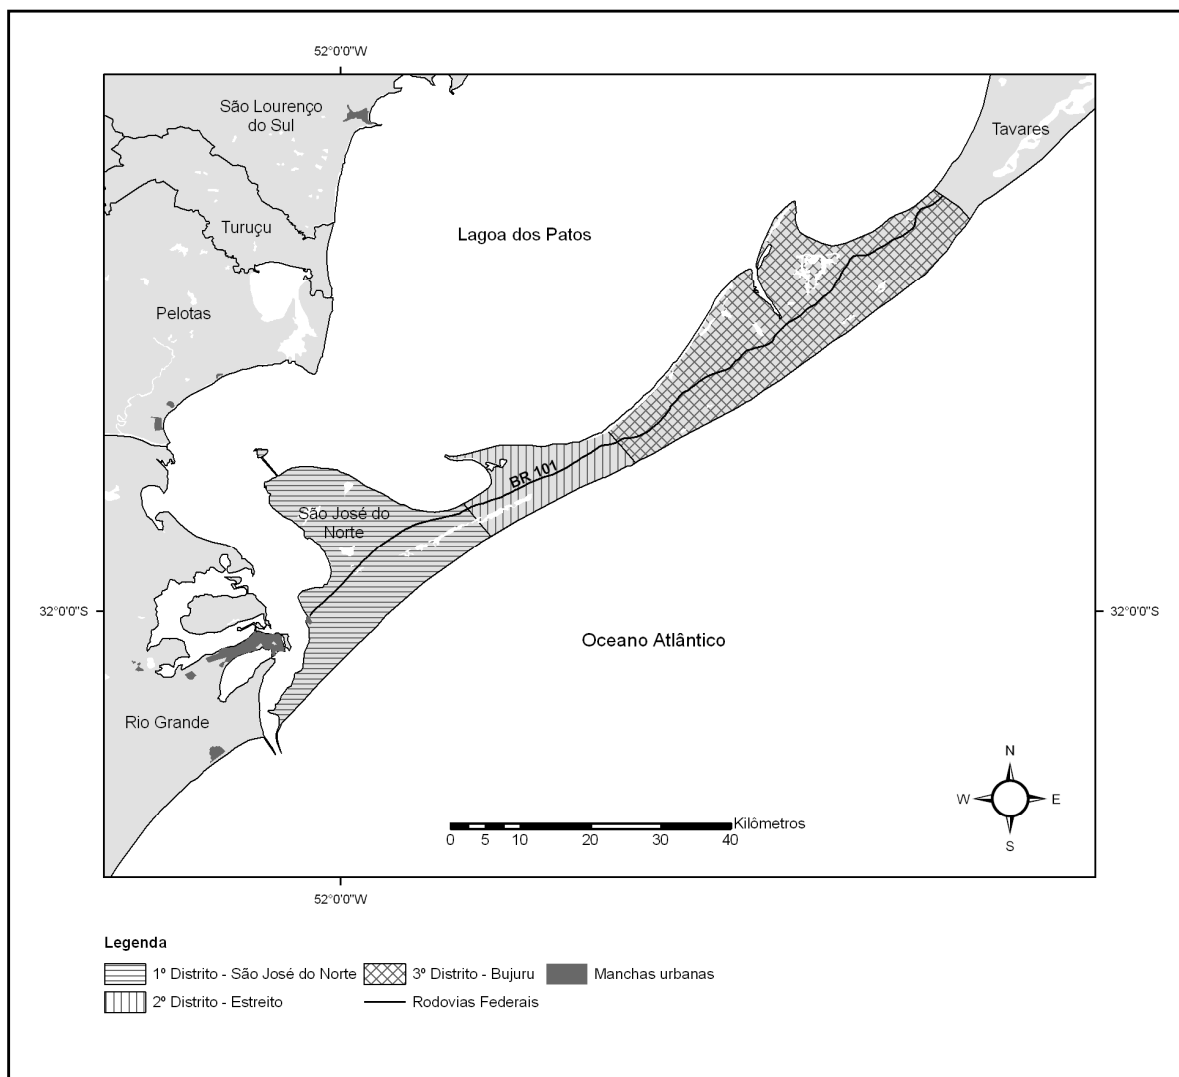 52°0'0"W
São Lourenço
do Sul
Tavares
Turuçu
Lagoa dos Patos
Pelotas
BR 101
São José do
Norte
32°0'0"S
32°0'0"S
Oceano Atlântico
Rio Grande
N
W
E
S
Kilômetros
0 5 10 20 30 40
52°0'0"W
Legenda
1º Distrito - São José do Norte
3º Distrito - Bujuru
Manchas urbanas
2º Distrito - Estreito
Rodovias Federais